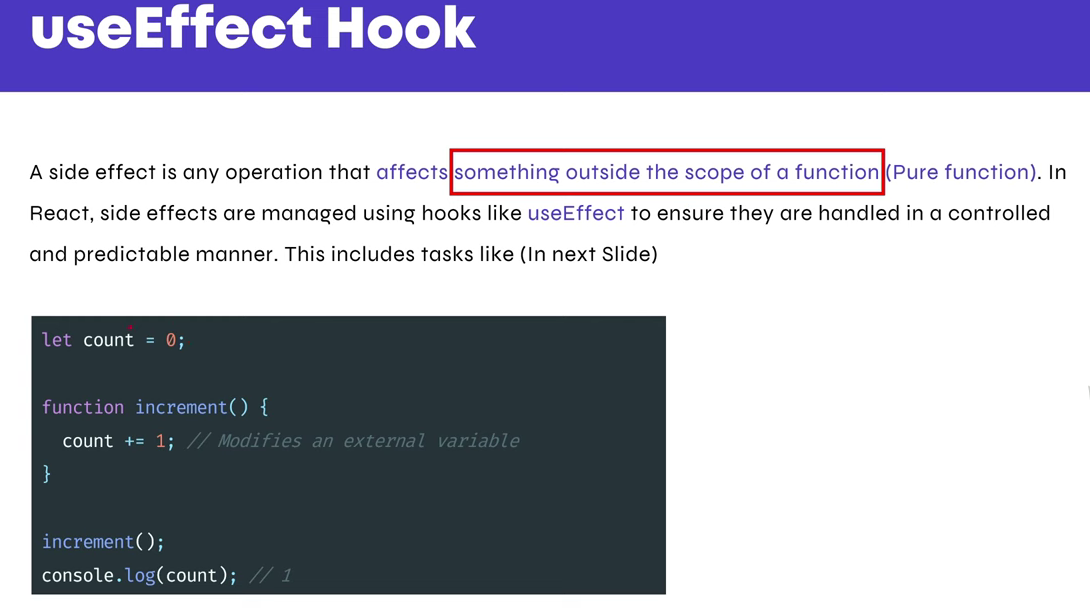 useEffect Hook
A side effect is any operation that affects something outside the scope of a function (Pure function). In
React, side effects are managed using hooks like useEffect to ensure they are handled in a controlled
and predictable manner. This includes tasks like (In next Slide)
let count = 0;
function increment() {
  count += 1; // Modifies an external variable
}
increment();
console.log(count); // 1